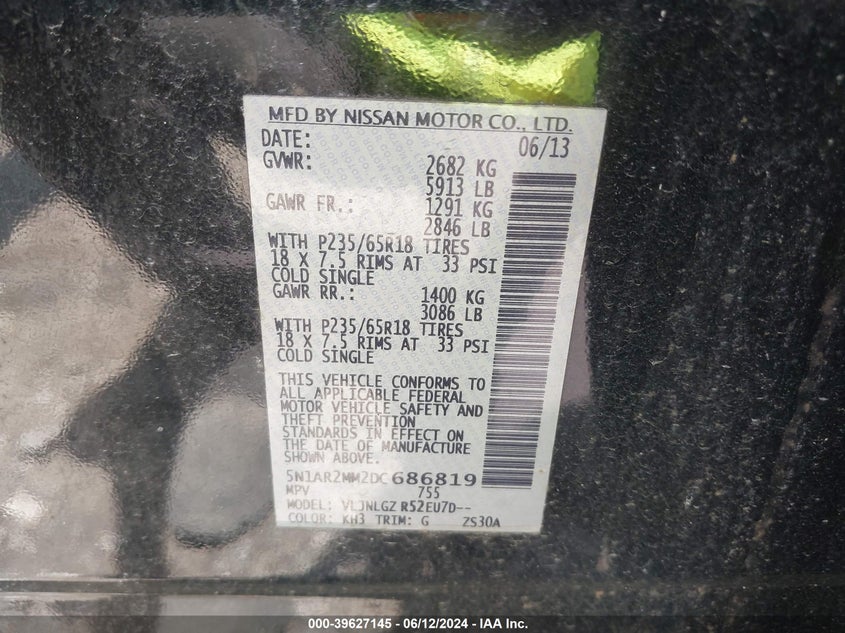 MFD BY NISSAN MOTOR CO., LTD.
DATE: 06/13
GVWR: 2682 KG
5913 LB
GAWR FR.: 1291 KG
2846 LB
WITH P235/65R18 TIRES
18 X 7.5 RIMS AT 33 PSI
COLD SINGLE
GAWR RR.: 1400 KG
3086 LB
WITH P235/65R18 TIRES
18 X 7.5 RIMS AT 33 PSI
COLD SINGLE
THIS VEHICLE CONFORMS TO
ALL APPLICABLE FEDERAL
MOTOR VEHICLE SAFETY AND
THEFT PREVENTION
STANDARDS IN EFFECT ON
THE DATE OF MANUFACTURE
SHOWN ABOVE.
5N1AR2MM2DC686819
MPV 755
MODEL: VLJNLGZ R52EU7D--
COLOR: KH3 TRIM: G ZS30A
000-39627145 - 06/12/2024 - IAA Inc.